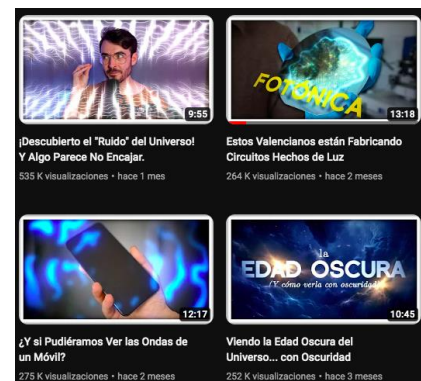 9:55
FOTÓNICA
13:18
¡Descubierto el "Ruido" del Universo!
Y Algo Parece No Encajar.
535 K visualizaciones • hace 1 mes
Estos Valencianos están Fabricando
Circuitos Hechos de Luz
264 K visualizaciones • hace 2 meses
12:17
la
EDAD OSCURA
(Y cómo verla con oscuridad)
10:45
¿Y si Pudiéramos Ver las Ondas de
un Móvil?
275 K visualizaciones • hace 2 meses
Viendo la Edad Oscura del
Universo... con Oscuridad
252 K visualizaciones • hace 3 meses